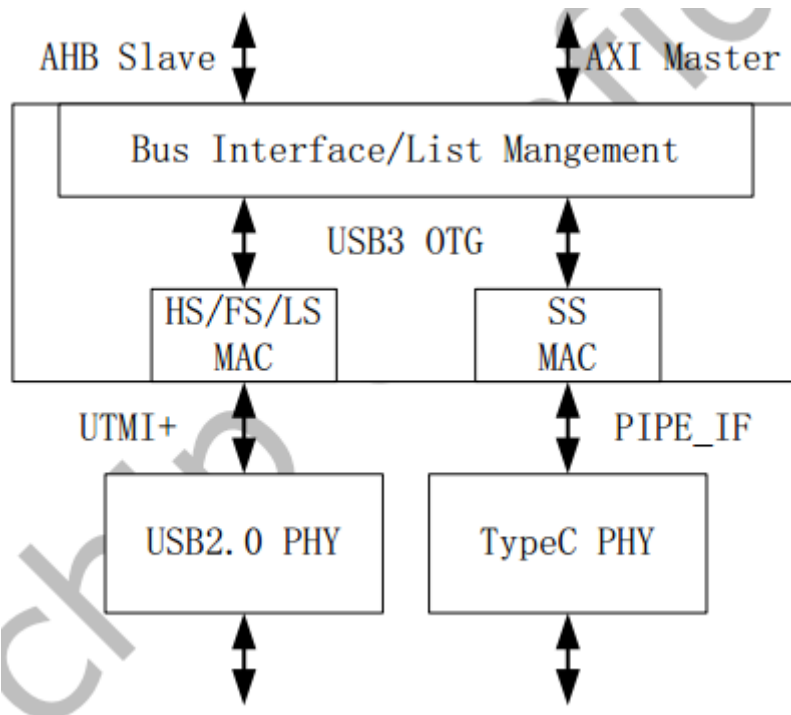 AHB Slave
AXI Master
Bus Interface/List Mangement
USB3 OTG
HS/FS/LS
MAC
SS
MAC
UTMI+
PIPE_IF
USB2.0 PHY
TypeC PHY